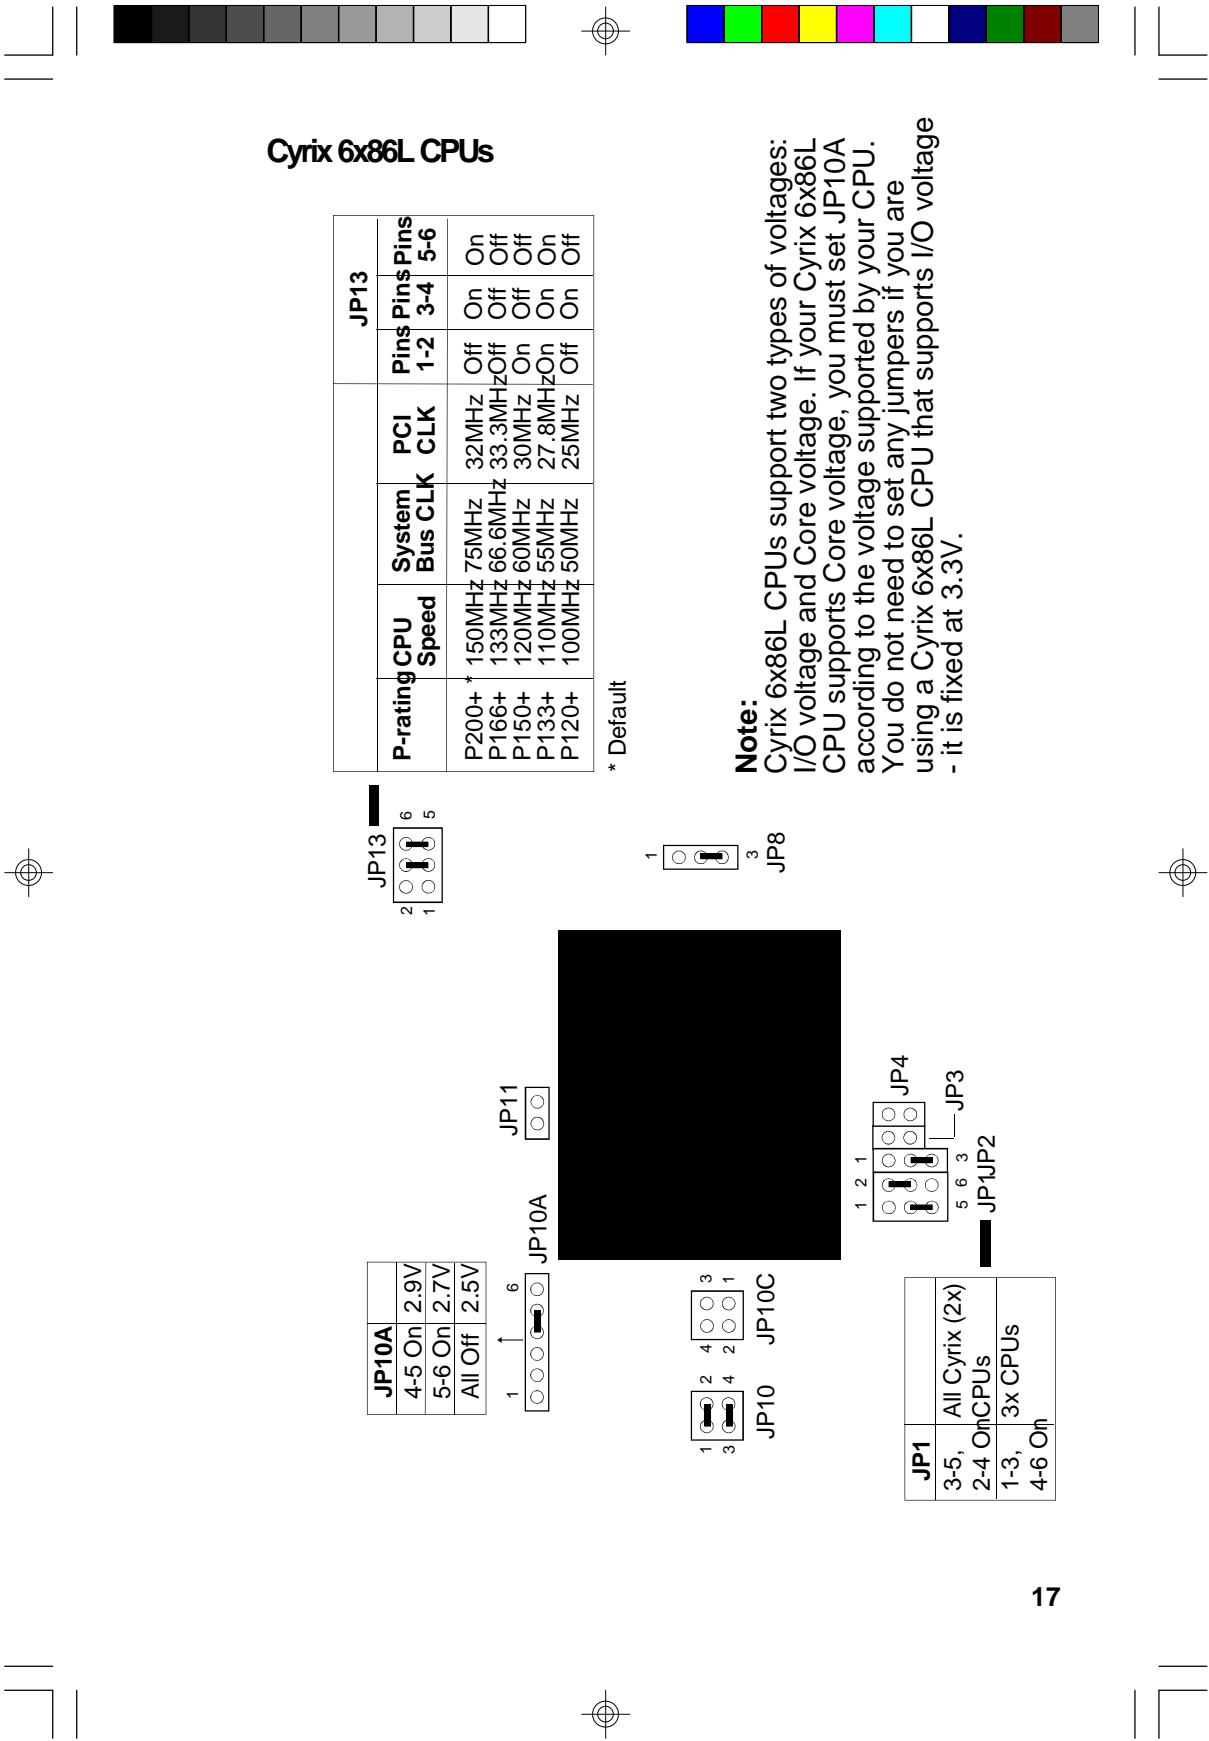 Cyrix 6x86L CPUs
JP13
P-rating CPU Speed System Bus CLK PCI CLK Pins 1-2 Pins 3-4 Pins 5-6
P200+ * 150MHz 75MHz 32MHz Off On On
P166+ 133MHz 66.6MHz 33.3MHz Off Off Off
P150+ 120MHz 60MHz 30MHz On Off Off
P133+ 110MHz 55MHz 27.8MHz On On On
P120+ 100MHz 50MHz 25MHz Off On Off
* Default
Note:
Cyrix 6x86L CPUs support two types of voltages:
I/O voltage and Core voltage. If your Cyrix 6x86L
CPU supports Core voltage, you must set JP10A
according to the voltage supported by your CPU.
You do not need to set any jumpers if you are
using a Cyrix 6x86L CPU that supports I/O voltage
- it is fixed at 3.3V.
JP13
2 6
1 5
1 3
JP8
JP11
JP10A
4-5 On 2.9V
5-6 On 2.7V
All Off 2.5V
1 6
JP10A
4 3
2 1
JP10C
1 2
3 4
JP10
JP4
JP3
1 3
2 6
1 5
JP1 JP2
JP1
3-5, All Cyrix (2x)
2-4 On CPUs
1-3, 3x CPUs
4-6 On
17